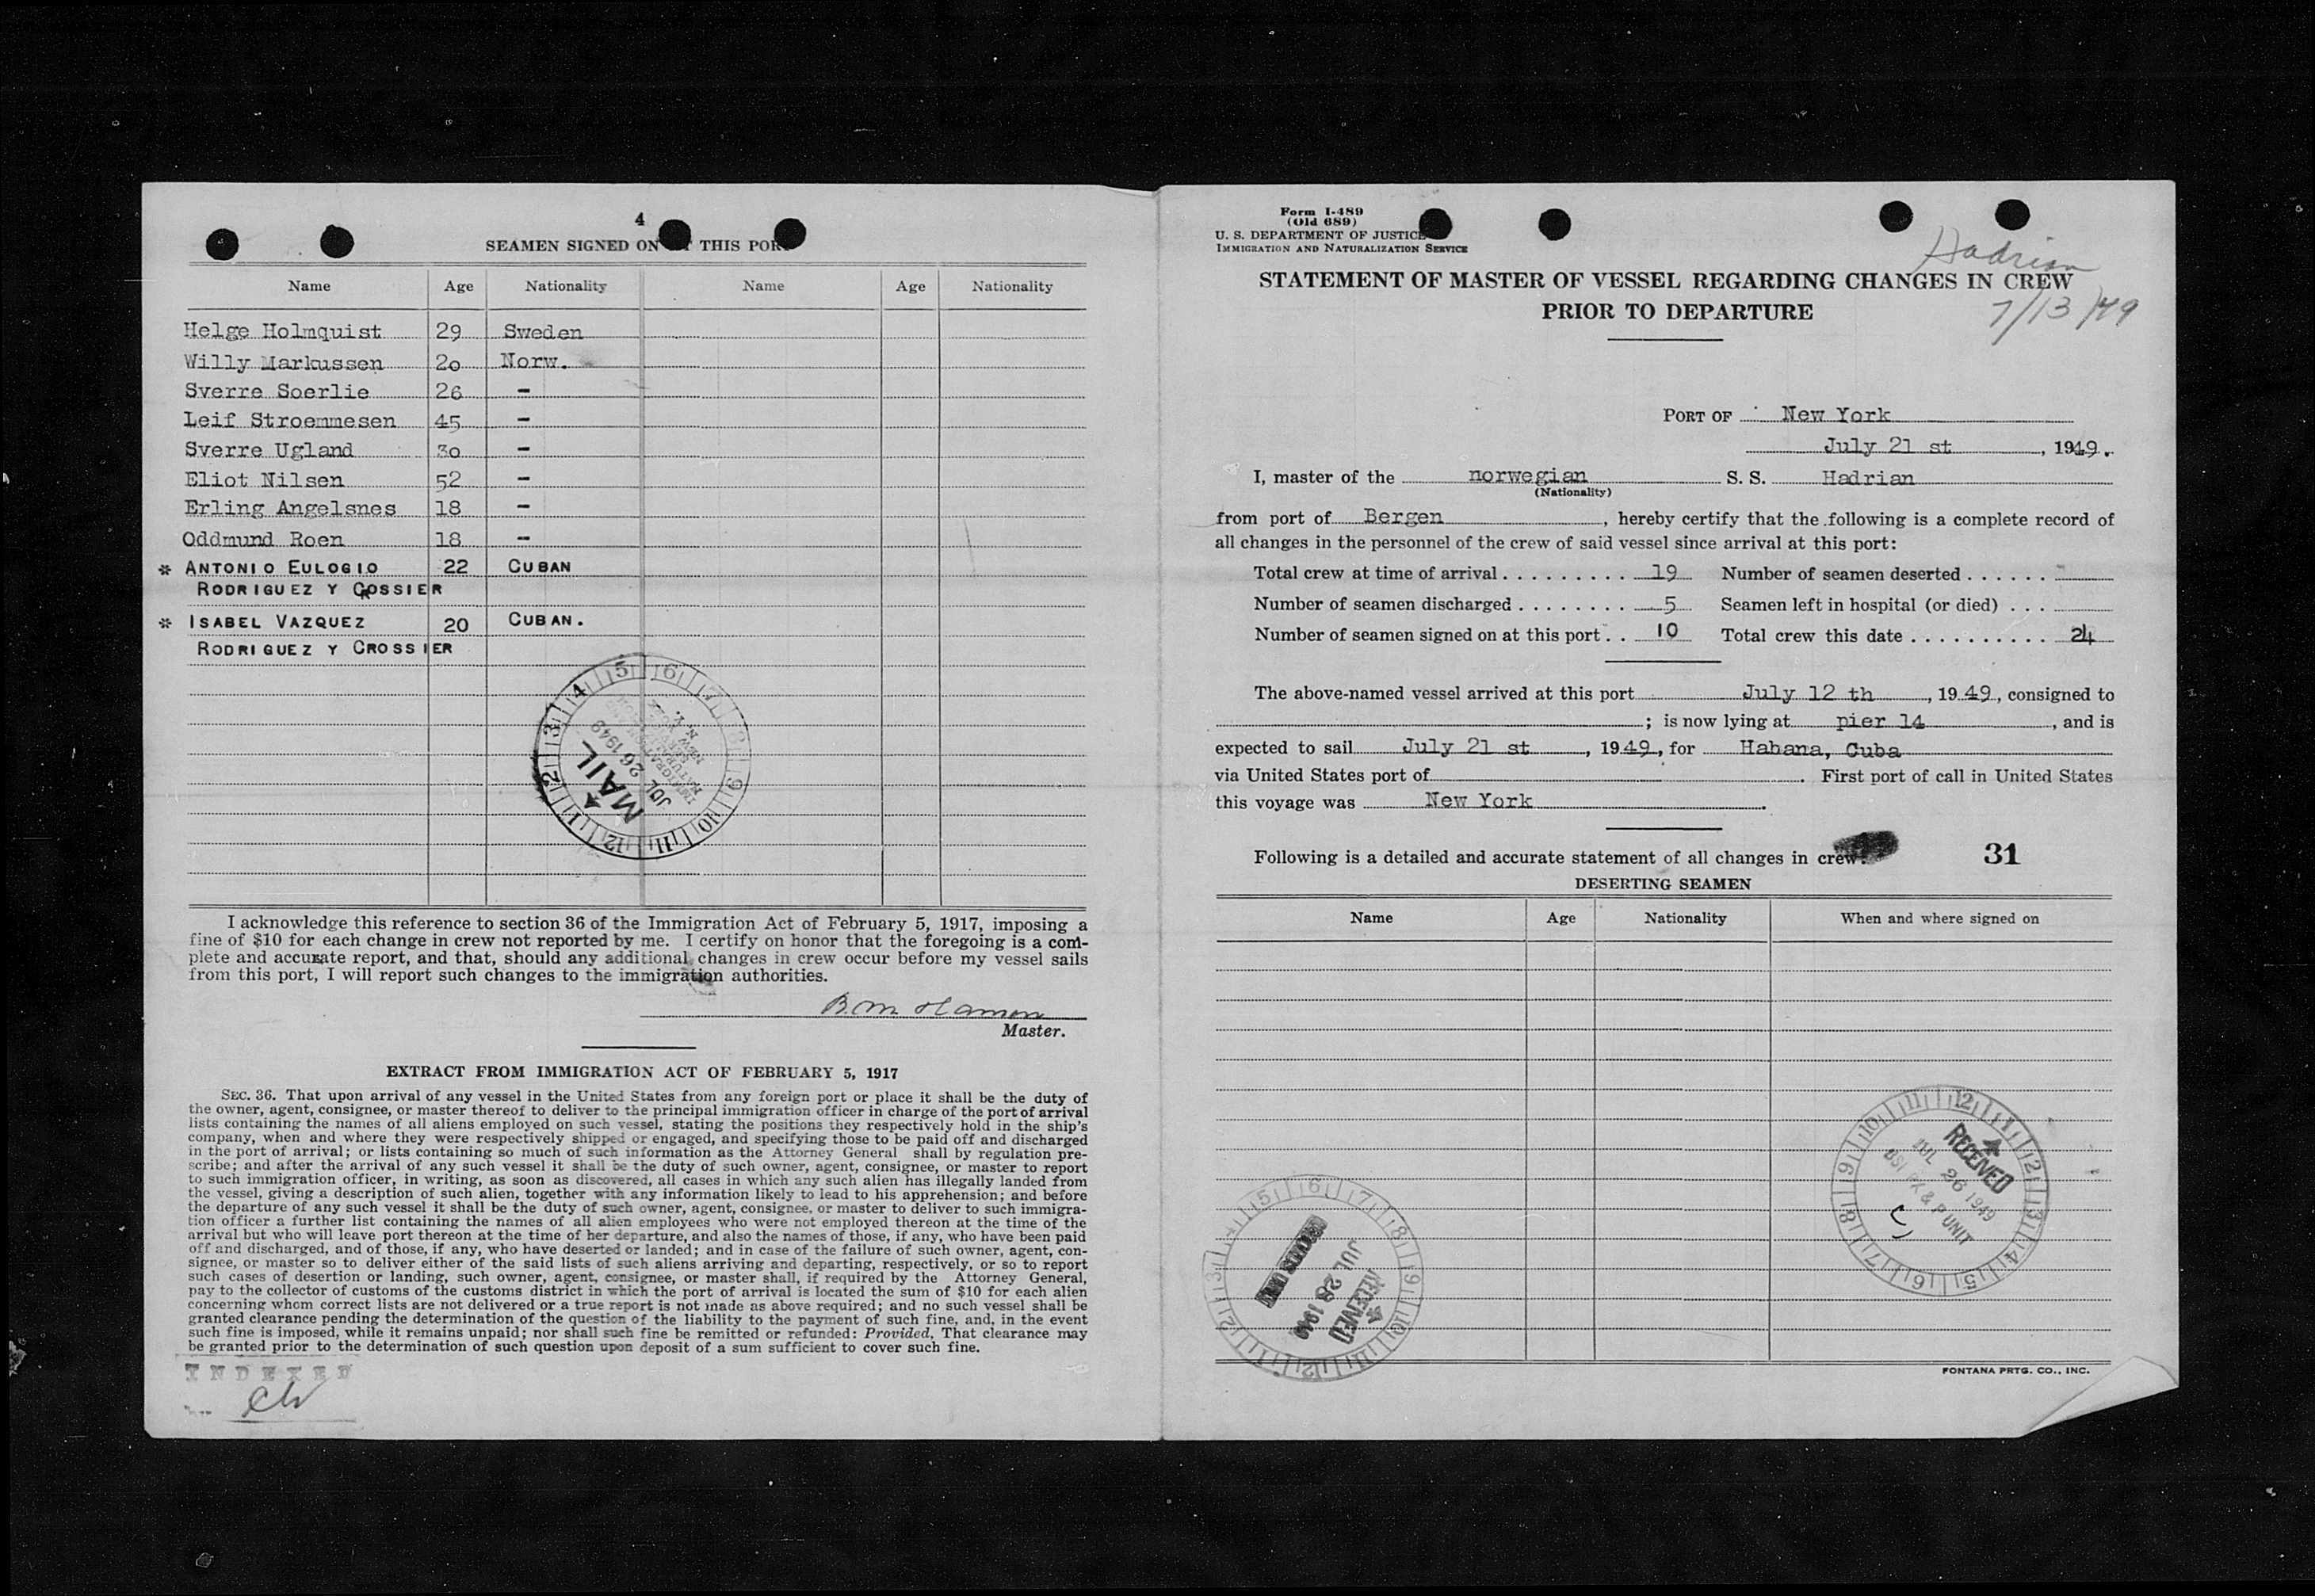 4
SEAMEN SIGNED ON THIS POR
Name Age Nationality Name Age Nationality
Helge Holmquist 29 Sweden
Willy Markussen 20 Norw.
Sverre Soerlie 26 -
Leif Stroemmesen 45 -
Sverre Ugland 30 -
Eliot Nilsen 52 -
Erling Angelsnes 18 -
Oddmund Roen 18 -
* ANTONIO EULOGIO 22 CUBAN
RODRIGUEZ Y
* ISABEL VAZQUEZ 20 CUBAN.
RODRIGUEZ Y CROSSIER
MAIL
JUL 26 1949
I acknowledge this reference to section 36 of the Immigration Act of February 5, 1917, imposing a
fine of $10 for each change in crew not reported by me. I certify on honor that the foregoing is a com-
plete and accurate report, and that, should any additional changes in crew occur before my vessel sails
from this port, I will report such changes to the immigration authorities.
Master.
EXTRACT FROM IMMIGRATION ACT OF FEBRUARY 5, 1917
SEC. 36. That upon arrival of any vessel in the United States from any foreign port or place it shall be the duty of
the owner, agent, consignee, or master thereof to deliver to the principal immigration officer in charge of the port of arrival
lists containing the names of all aliens employed on such vessel, stating the positions they respectively hold in the ship's
company, when and where they were respectively shipped or engaged, and specifying those to be paid off and discharged
in the port of arrival; or lists containing so much of such information as the Attorney General shall by regulation pre-
scribe; and after the arrival of any such vessel it shall be the duty of such owner, agent, consignee, or master to report
to such immigration officer, in writing, as soon as discovered, all cases in which any such alien has illegally landed from
the vessel, giving a description of such alien, together with any information likely to lead to his apprehension; and before
the departure of any such vessel it shall be the duty of such owner, agent, consignee, or master to deliver to such immigra-
tion officer a further list containing the names of all alien employees who were not employed thereon at the time of the
arrival but who will leave port thereon at the time of her departure, and also the names of those, if any, who have been paid
off and discharged, and of those, if any, who have deserted or landed; and in case of the failure of such owner, agent, con-
signee, or master so to deliver either of the said lists of such aliens arriving and departing, respectively, or so to report
such cases of desertion or landing, such owner, agent, consignee, or master shall, if required by the Attorney General,
pay to the collector of customs of the customs district in which the port of arrival is located the sum of $10 for each alien
concerning whom correct lists are not delivered or a true report is not made as above required; and no such vessel shall be
granted clearance pending the determination of the question of the liability to the payment of such fine, and, in the event
such fine is imposed, while it remains unpaid; nor shall such fine be remitted or refunded: Provided, That clearance may
be granted prior to the determination of such question upon deposit of a sum sufficient to cover such fine.
INDEXED
Form I-489
(Old 689)
U. S. DEPARTMENT OF JUSTICE
IMMIGRATION AND NATURALIZATION SERVICE
Hadrian
STATEMENT OF MASTER OF VESSEL REGARDING CHANGES IN CREW
PRIOR TO DEPARTURE
7/13/49
PORT OF New York
July 21 st, 1949.
I, master of the norwegian S. S. Hadrian
(Nationality)
from port of Bergen, hereby certify that the following is a complete record of
all changes in the personnel of the crew of said vessel since arrival at this port:
Total crew at time of arrival . . . . . . . . . 19 Number of seamen deserted . . . . . .
Number of seamen discharged . . . . . . . . 5 Seamen left in hospital (or died) . . .
Number of seamen signed on at this port . . 10 Total crew this date . . . . . . . . . . 24
The above-named vessel arrived at this port July 12 th, 1949, consigned to
; is now lying at pier 14, and is
expected to sail July 21 st, 1949, for Habana, Cuba
via United States port of . First port of call in United States
this voyage was New York.
Following is a detailed and accurate statement of all changes in crew: 31
DESERTING SEAMEN
Name Age Nationality When and where signed on
RECEIVED
JUL 26 1949
RECEIVED
JUL 28 1949
FONTANA PRTG. CO., INC.